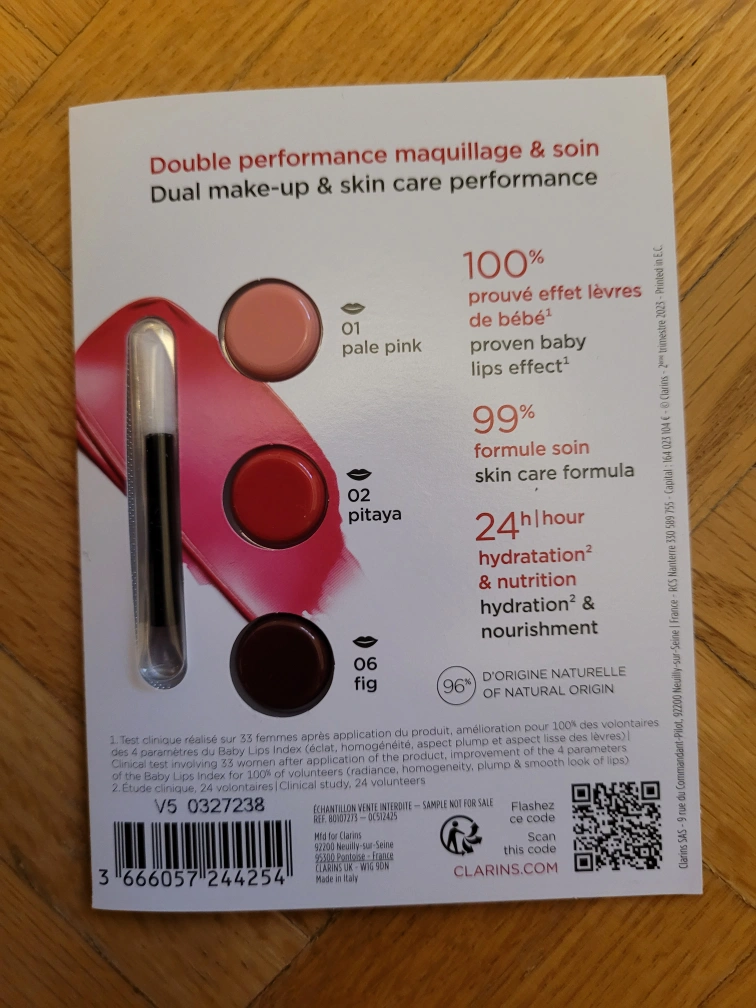 Double performance maquillage & soin
Dual make-up & skin care performance
01
pale pink
02
pitaya
06
fig
100%
prouvé effet lèvres
de bébé¹
proven baby
lips effect¹
99%
formule soin
skin care formula
24h|hour
hydratation²
& nutrition
hydration² &
nourishment
96%
D'ORIGINE NATURELLE
OF NATURAL ORIGIN
1. Test clinique réalisé sur 33 femmes après application du produit, amélioration pour 100% des volontaires
des 4 paramètres du Baby Lips Index (éclat, homogénéité, aspect plump et aspect lisse des lèvres) |
Clinical test involving 33 women after application of the product, improvement of the 4 parameters
of the Baby Lips Index for 100% of volunteers (radiance, homogeneity, plump & smooth look of lips)
2. Étude clinique, 24 volontaires | Clinical study, 24 volunteers
V5 0327238
3 666057 244254
ÉCHANTILLON VENTE INTERDITE – SAMPLE NOT FOR SALE
REF. 80107273 – 0C512425
Mfd for Clarins
92200 Neuilly-sur-Seine
95300 Pontoise - France
CLARINS UK - W1G 9DN
Made in Italy
Flashez
ce code
Scan
this code
CLARINS.COM
Clarins SAS - 9 rue du Commandant-Pilot, 92200 Neuilly-sur-Seine | France - RCS Nanterre 330 589 755 - Capital : 164 023 104 € - © Clarins - 2ème trimestre 2023 - Printed in E.C.